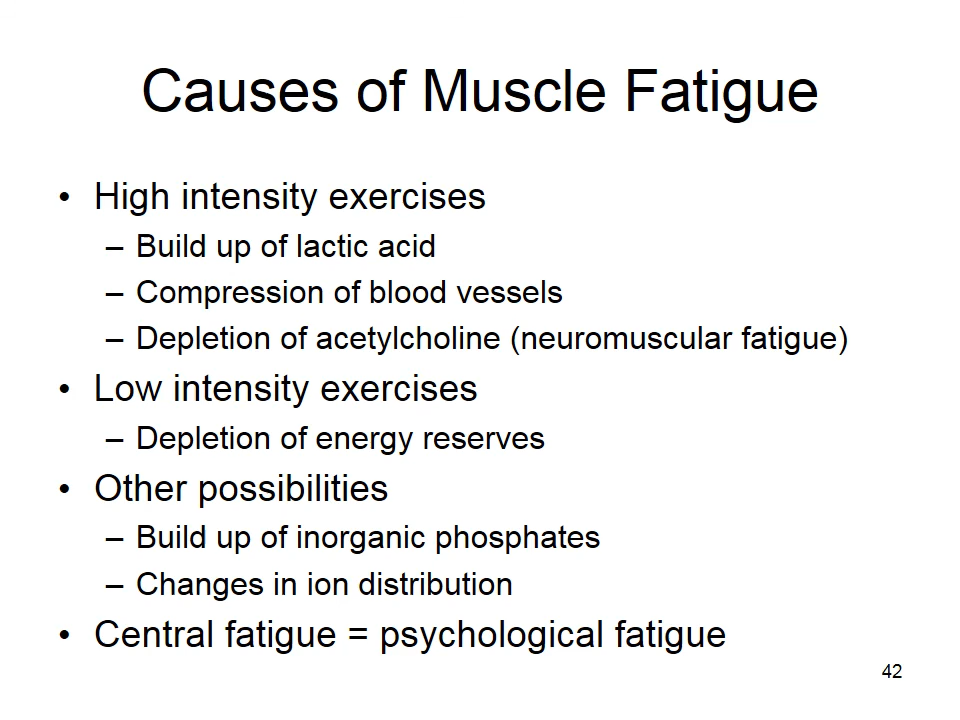 Causes of Muscle Fatigue
• High intensity exercises
– Build up of lactic acid
– Compression of blood vessels
– Depletion of acetylcholine (neuromuscular fatigue)
• Low intensity exercises
– Depletion of energy reserves
• Other possibilities
– Build up of inorganic phosphates
– Changes in ion distribution
• Central fatigue = psychological fatigue
42